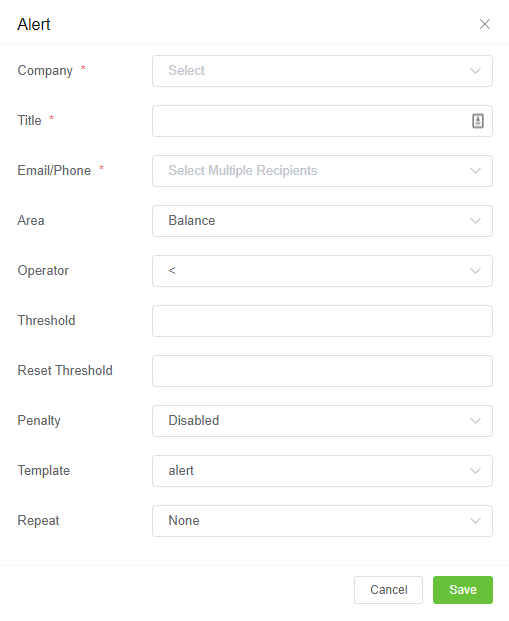 Alert
Company * Select
Title *
Email/Phone * Select Multiple Recipients
Area Balance
Operator <
Threshold
Reset Threshold
Penalty Disabled
Template alert
Repeat None
Cancel Save